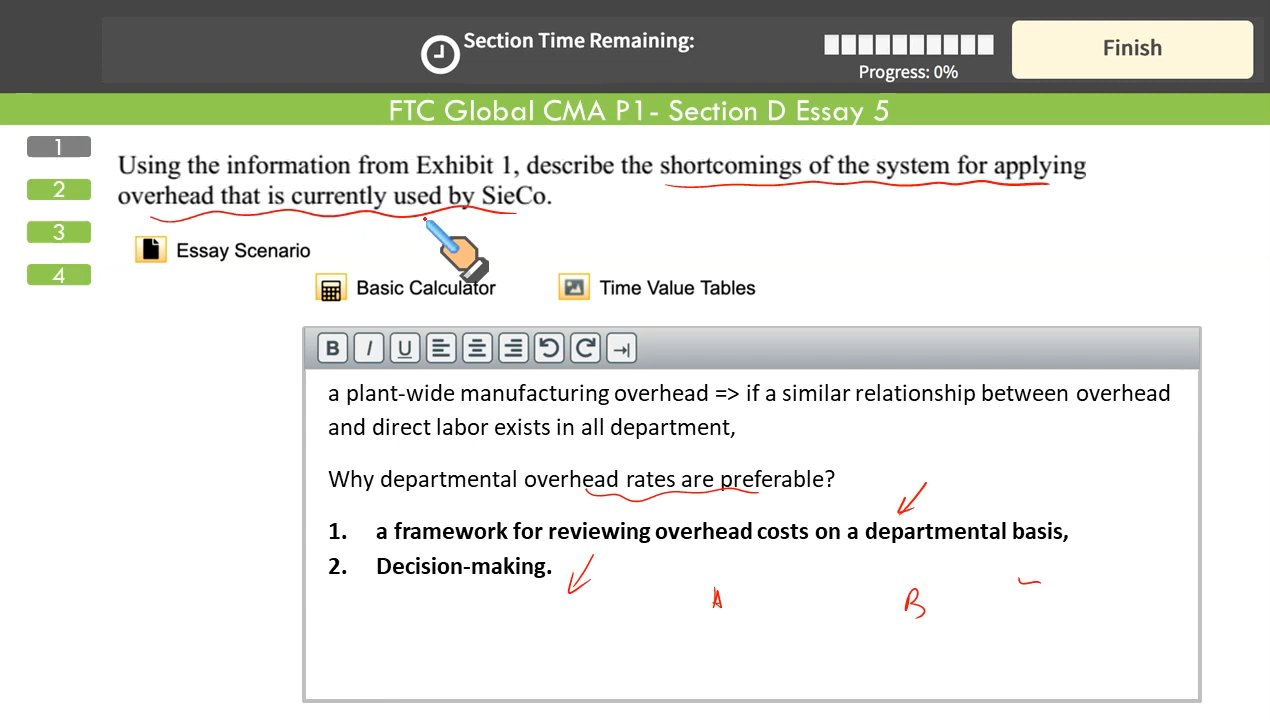 Section Time Remaining:
Progress: 0%
Finish
FTC Global CMA P1- Section D Essay 5
1
2
3
4
Using the information from Exhibit 1, describe the shortcomings of the system for applying
overhead that is currently used by SieCo.
Essay Scenario
Basic Calculator
Time Value Tables
B I U
a plant-wide manufacturing overhead => if a similar relationship between overhead
and direct labor exists in all department,
Why departmental overhead rates are preferable?
1. a framework for reviewing overhead costs on a departmental basis,
2. Decision-making.
A B